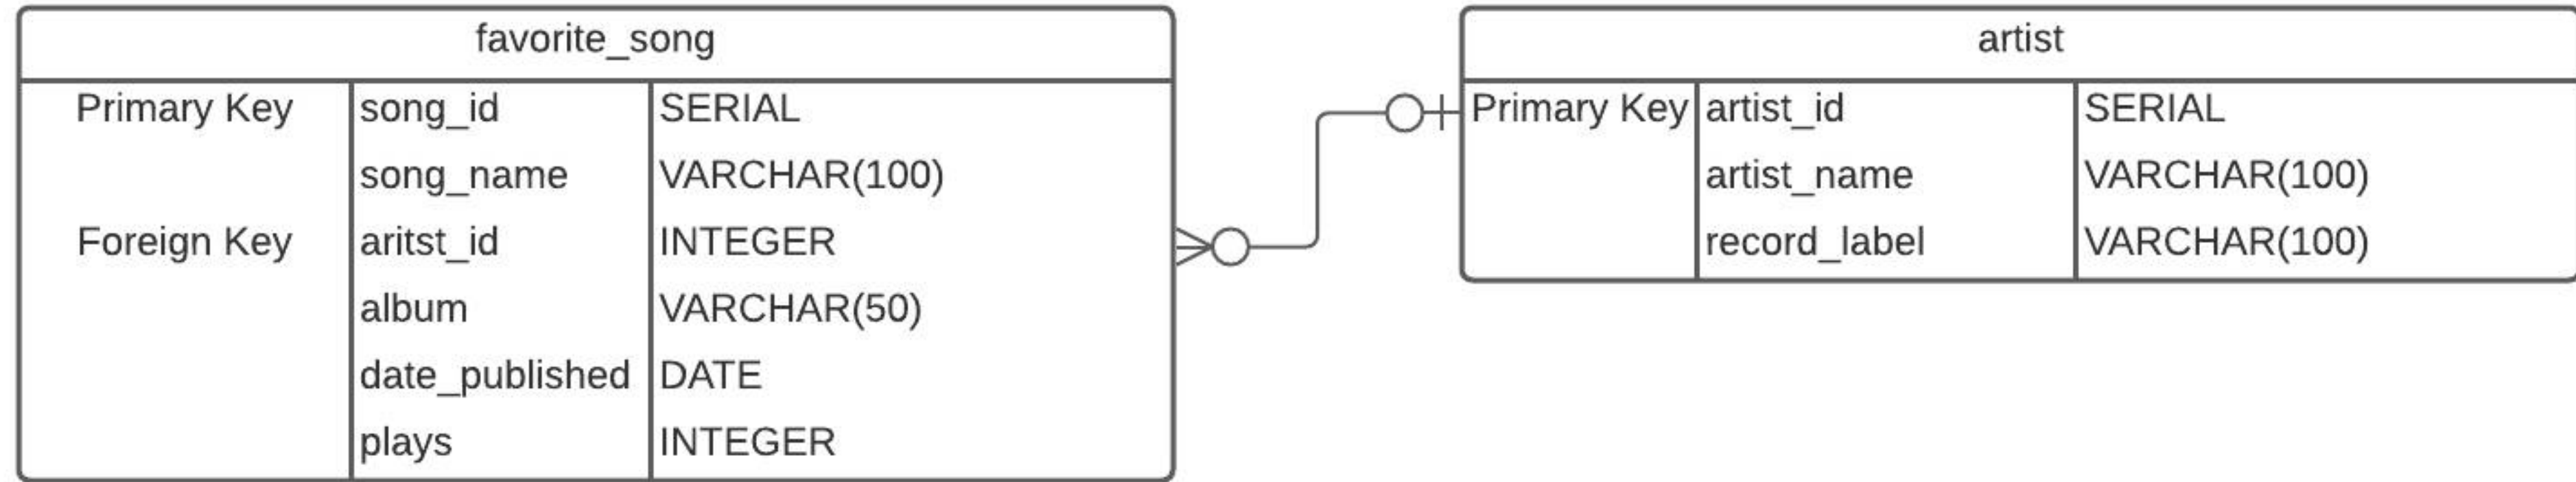 favorite_song
Primary Key song_id SERIAL
song_name VARCHAR(100)
Foreign Key aritst_id INTEGER
album VARCHAR(50)
date_published DATE
plays INTEGER
artist
Primary Key artist_id SERIAL
artist_name VARCHAR(100)
record_label VARCHAR(100)